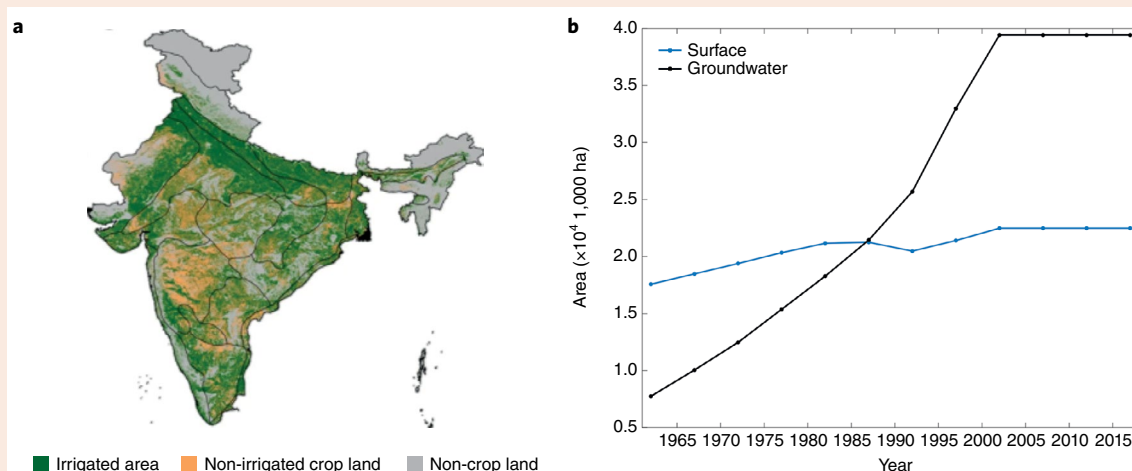 a
Irrigated area
Non-irrigated crop land
Non-crop land
b
Surface
Groundwater
4.0
3.5
3.0
2.5
2.0
1.5
1.0
0.5
Area (×10⁴ 1,000 ha)
1965 1970 1975 1980 1985 1990 1995 2000 2005 2010 2015
Year